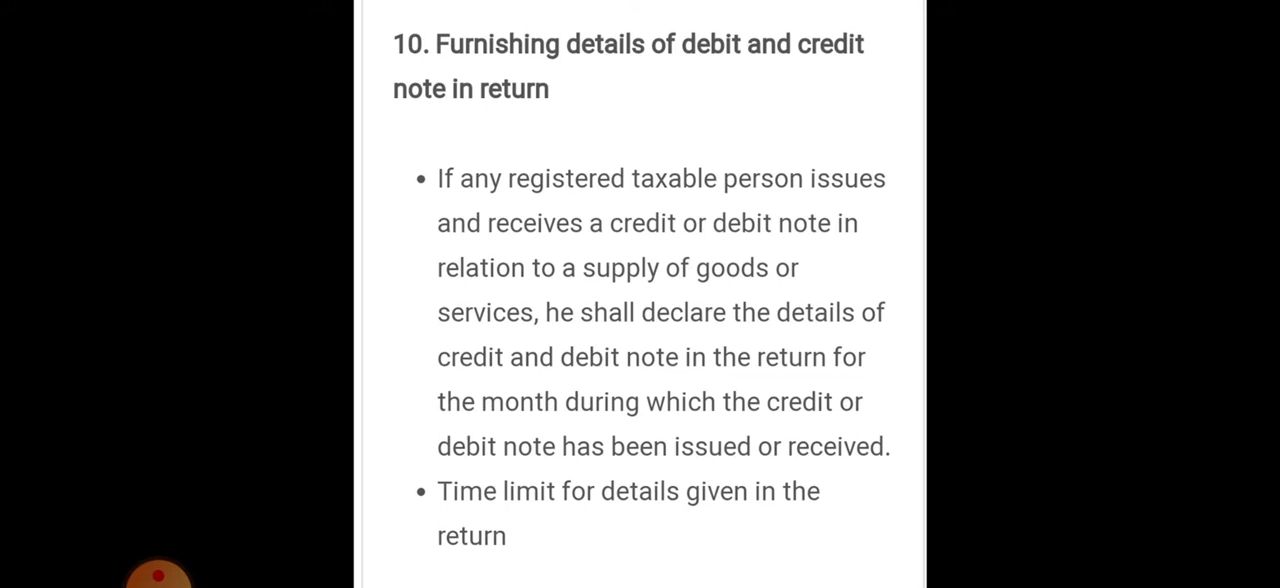 10. Furnishing details of debit and credit
note in return
• If any registered taxable person issues
and receives a credit or debit note in
relation to a supply of goods or
services, he shall declare the details of
credit and debit note in the return for
the month during which the credit or
debit note has been issued or received.
• Time limit for details given in the
return